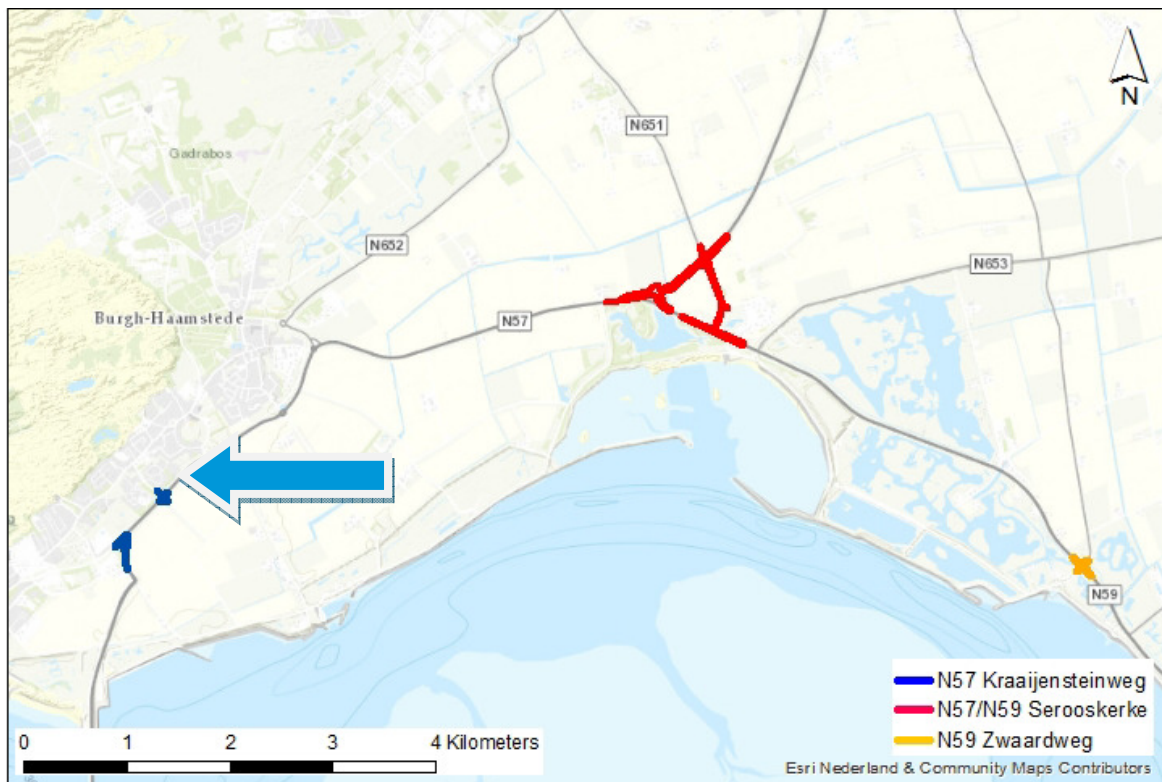 N
N651
Gadrabos
N652
N653
Burgh-Haamstede
N57
N59
N57 Kraaijensteinweg
N57/N59 Serooskerke
N59 Zwaardweg
0 1 2 3 4 Kilometers
Esri Nederland & Community Maps Contributors